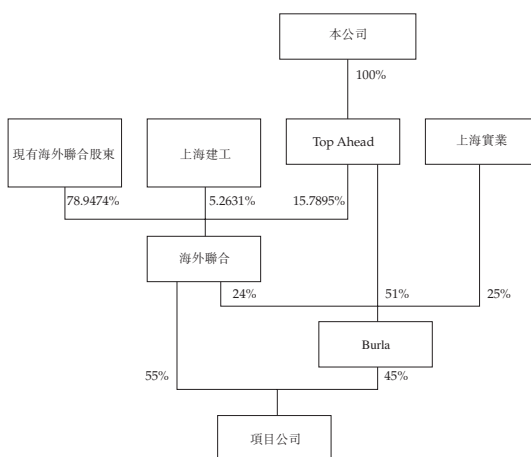 本公司
100%
現有海外聯合股東
上海建工
Top Ahead
上海實業
78.9474%
5.2631%
15.7895%
海外聯合
24%
51%
25%
Burla
55%
45%
項目公司